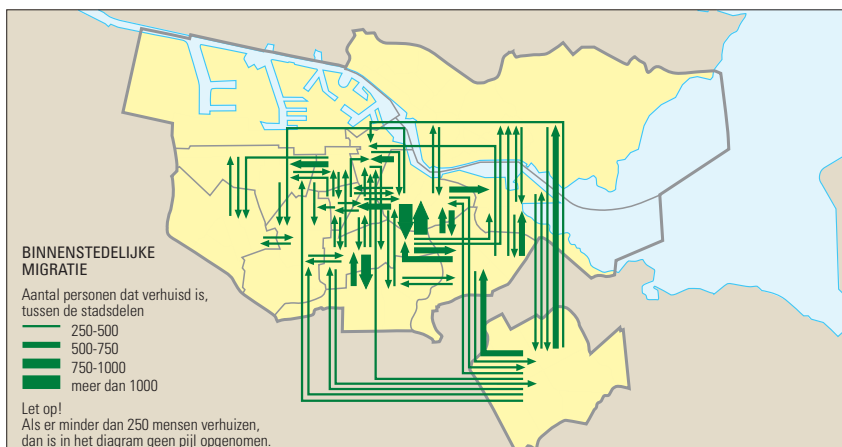 BINNENSTEDELIJKE
MIGRATIE
Aantal personen dat verhuisd is,
tussen de stadsdelen
250-500
500-750
750-1000
meer dan 1000
Let op!
Als er minder dan 250 mensen verhuizen,
dan is in het diagram geen pijl opgenomen.